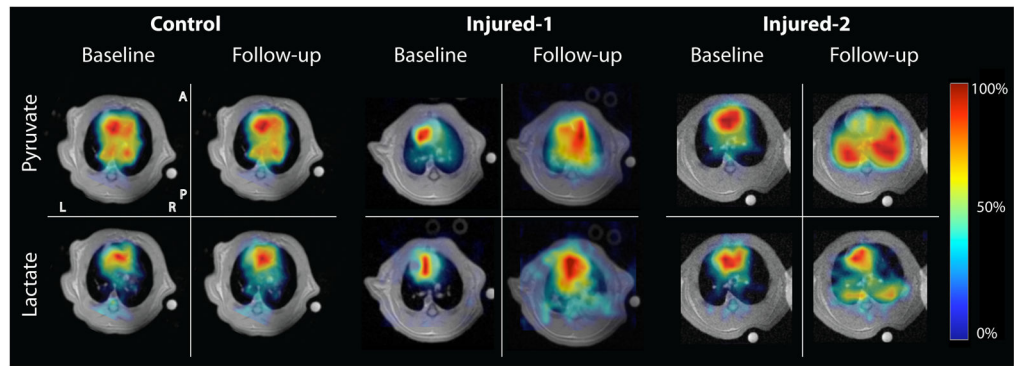 Control Injured-1 Injured-2
Baseline Follow-up Baseline Follow-up Baseline Follow-up
Pyruvate
A
P
L R
Lactate
100%
50%
0%